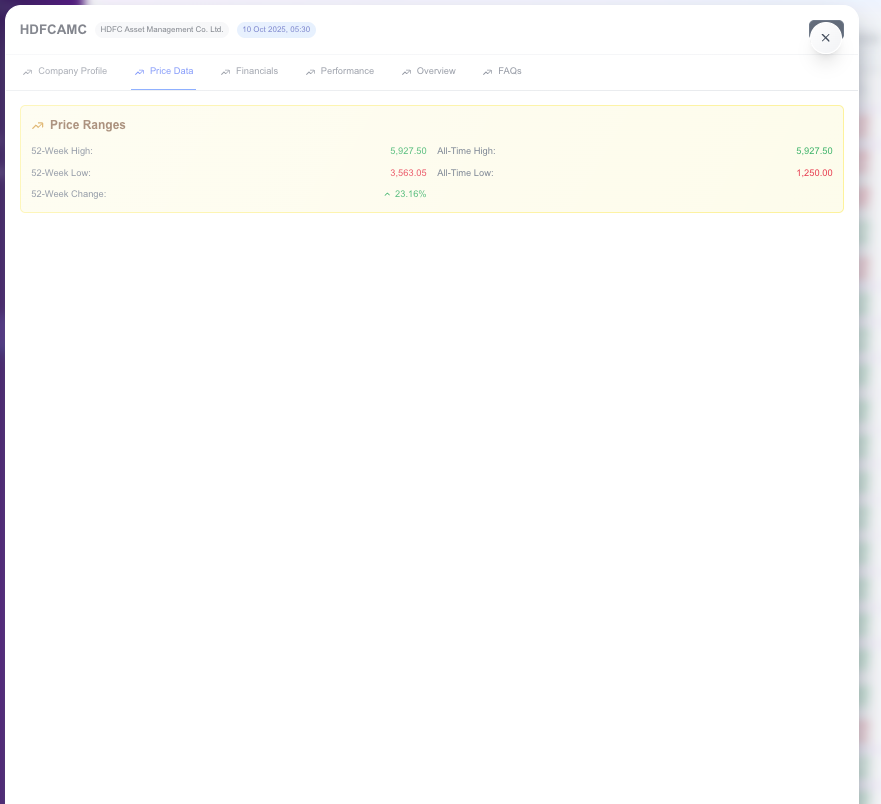 HDFCAMC HDFC Asset Management Co. Ltd. 10 Oct 2025, 05:30
Company Profile Price Data Financials Performance Overview FAQs
Price Ranges
52-Week High: 5,927.50 All-Time High: 5,927.50
52-Week Low: 3,563.05 All-Time Low: 1,250.00
52-Week Change: 23.16%